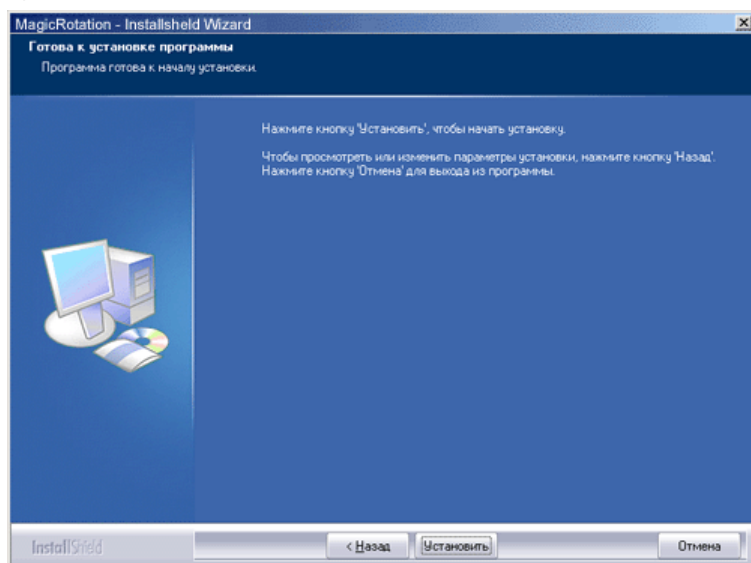 MagicRotation - Installsheld Wizard
Готова к установке программы
Программа готова к началу установки.
Нажмите кнопку 'Установить', чтобы начать установку.
Чтобы просмотреть или изменить параметры установки, нажмите кнопку 'Назад'.
Нажмите кнопку 'Отмена' для выхода из программы.
InstallShield
< Назад
Установить
Отмена